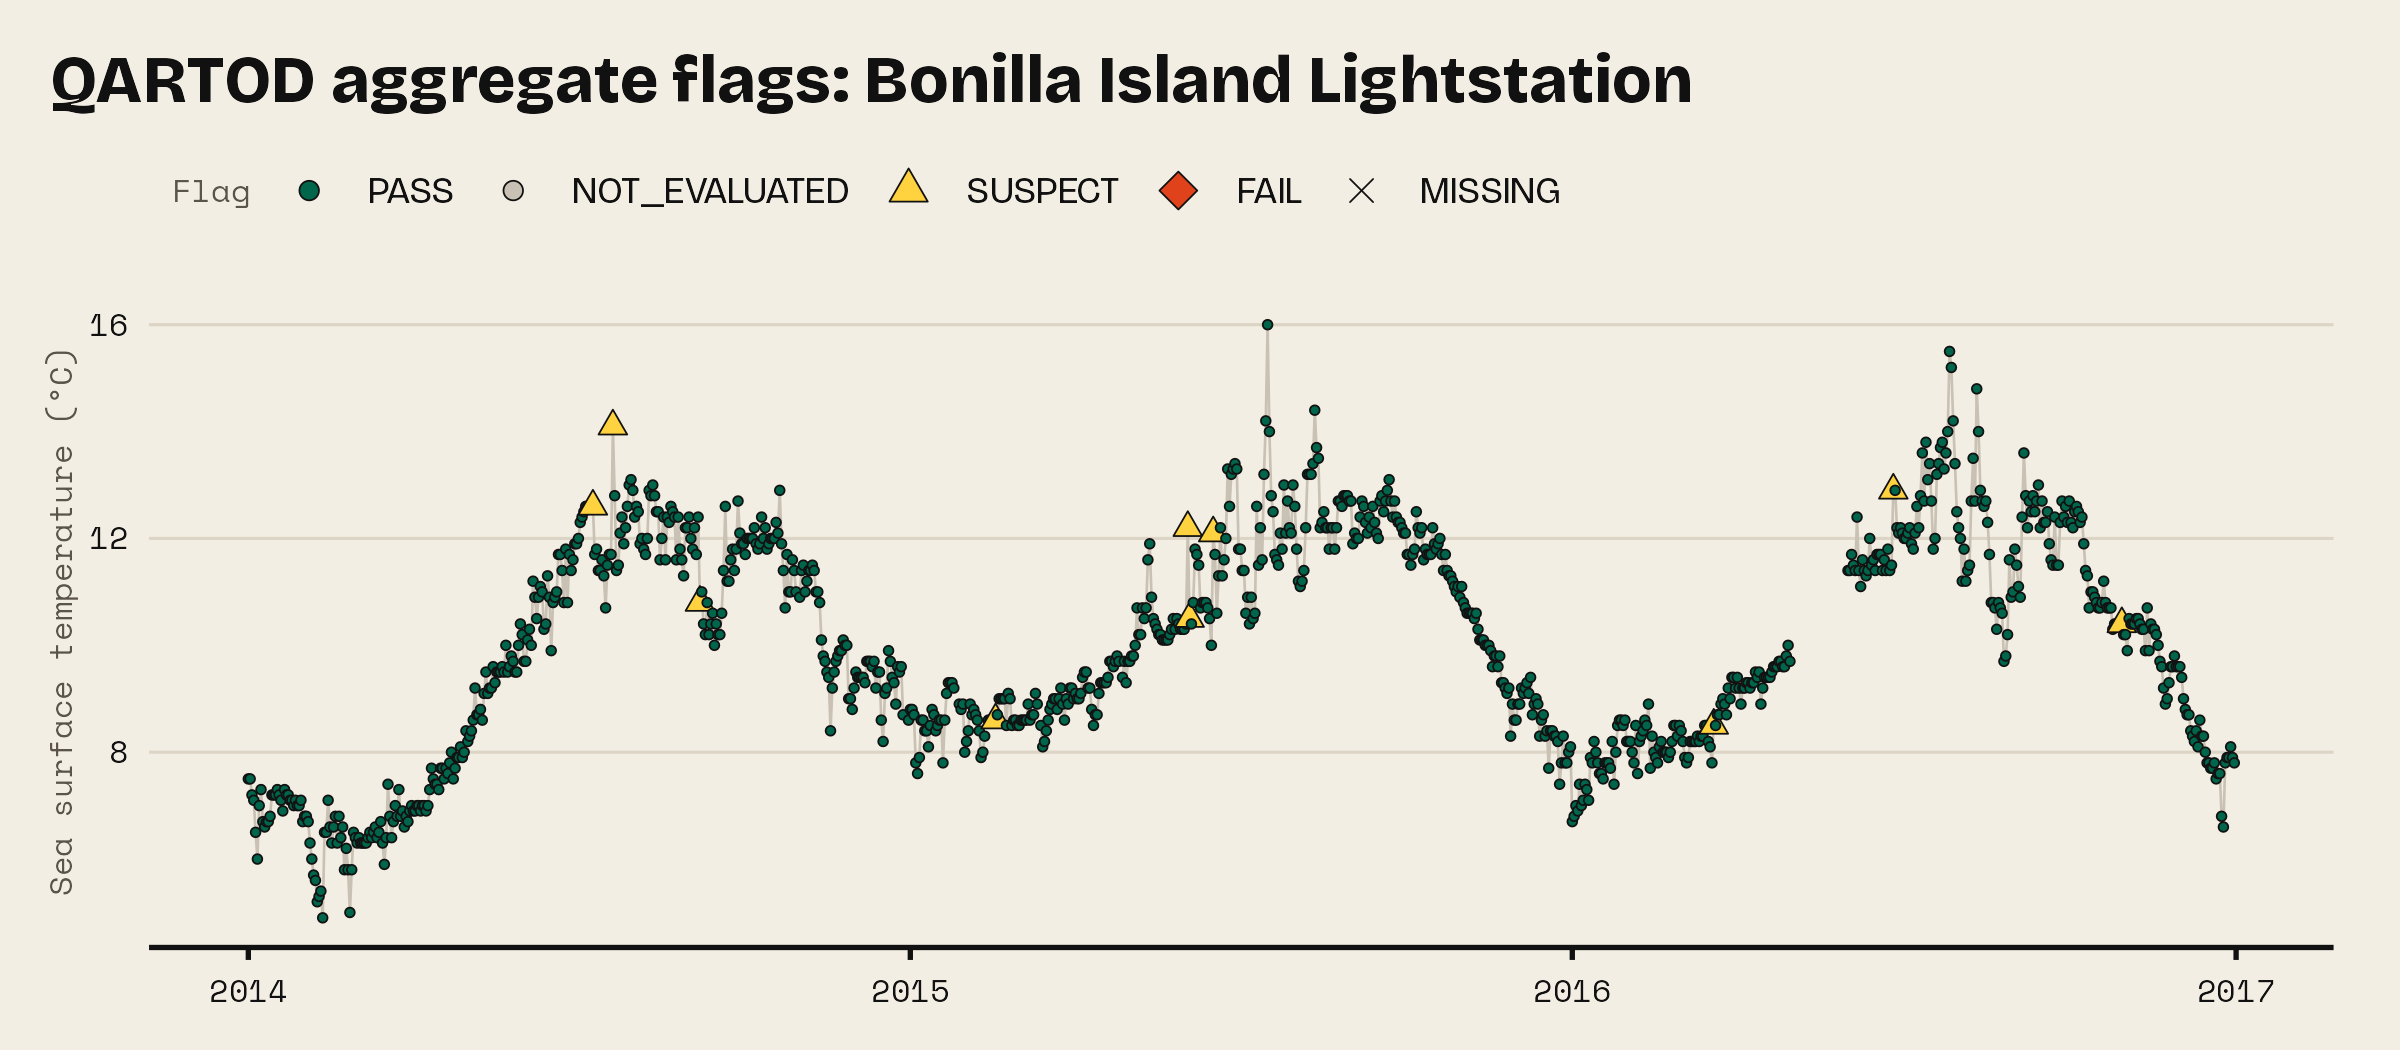 QARTOD aggregate flags: Bonilla Island Lightstation
Flag PASS NOT_EVALUATED SUSPECT FAIL MISSING
Sea surface temperature (°C)
16
12
8
2014 2015 2016 2017